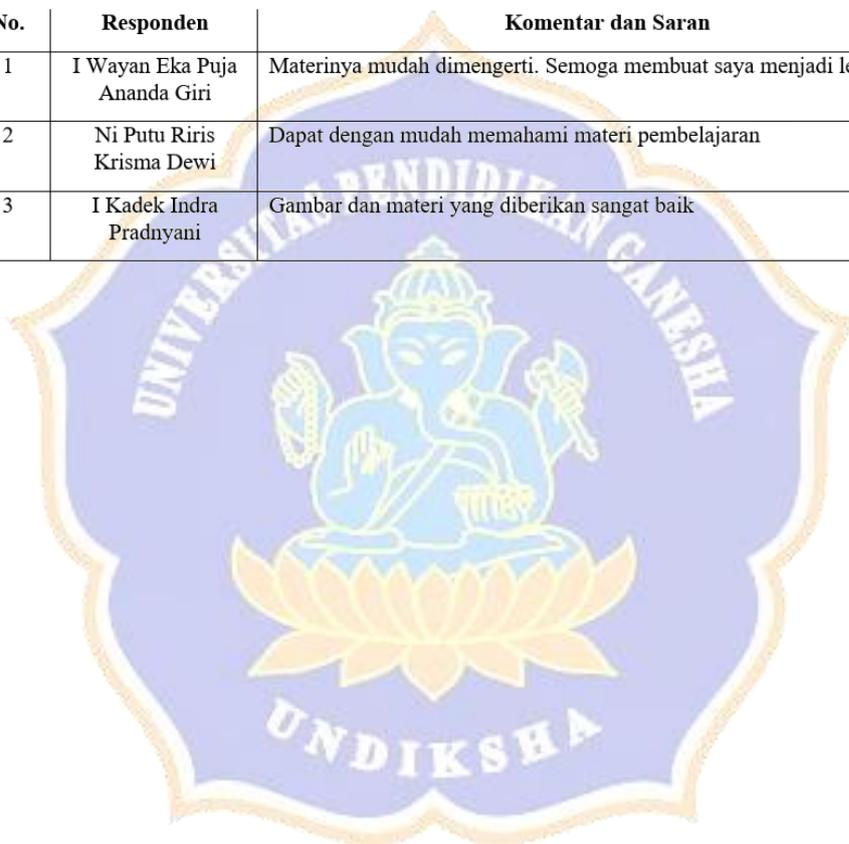 No. Responden Komentar dan Saran
1 I Wayan Eka Puja Materinya mudah dimengerti. Semoga membuat saya menjadi
Ananda Giri
2 Ni Putu Riris Dapat dengan mudah memahami materi pembelajaran
Krisma Dewi
3 I Kadek Indra Gambar dan materi yang diberikan sangat baik
Pradnyani
UNIVERSITAS PENDIDIKAN GANESHA
UNDIKSHA